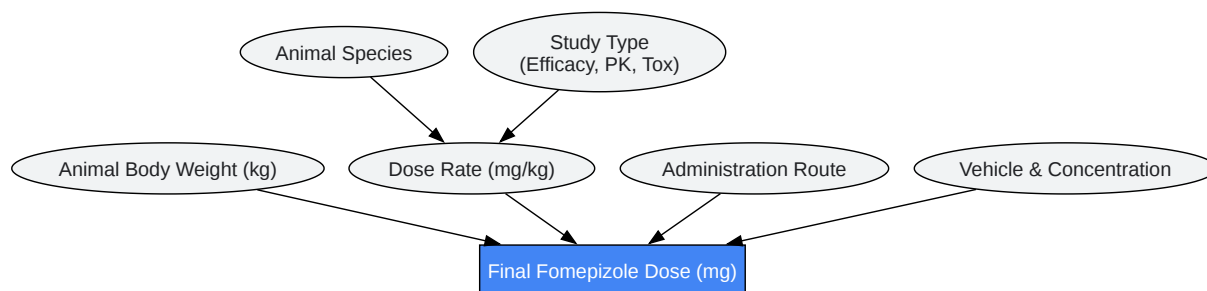 Animal Species
Study Type
(Efficacy, PK, Tox)
Animal Body Weight (kg)
Dose Rate (mg/kg)
Administration Route
Vehicle & Concentration
Final Fomepizole Dose (mg)